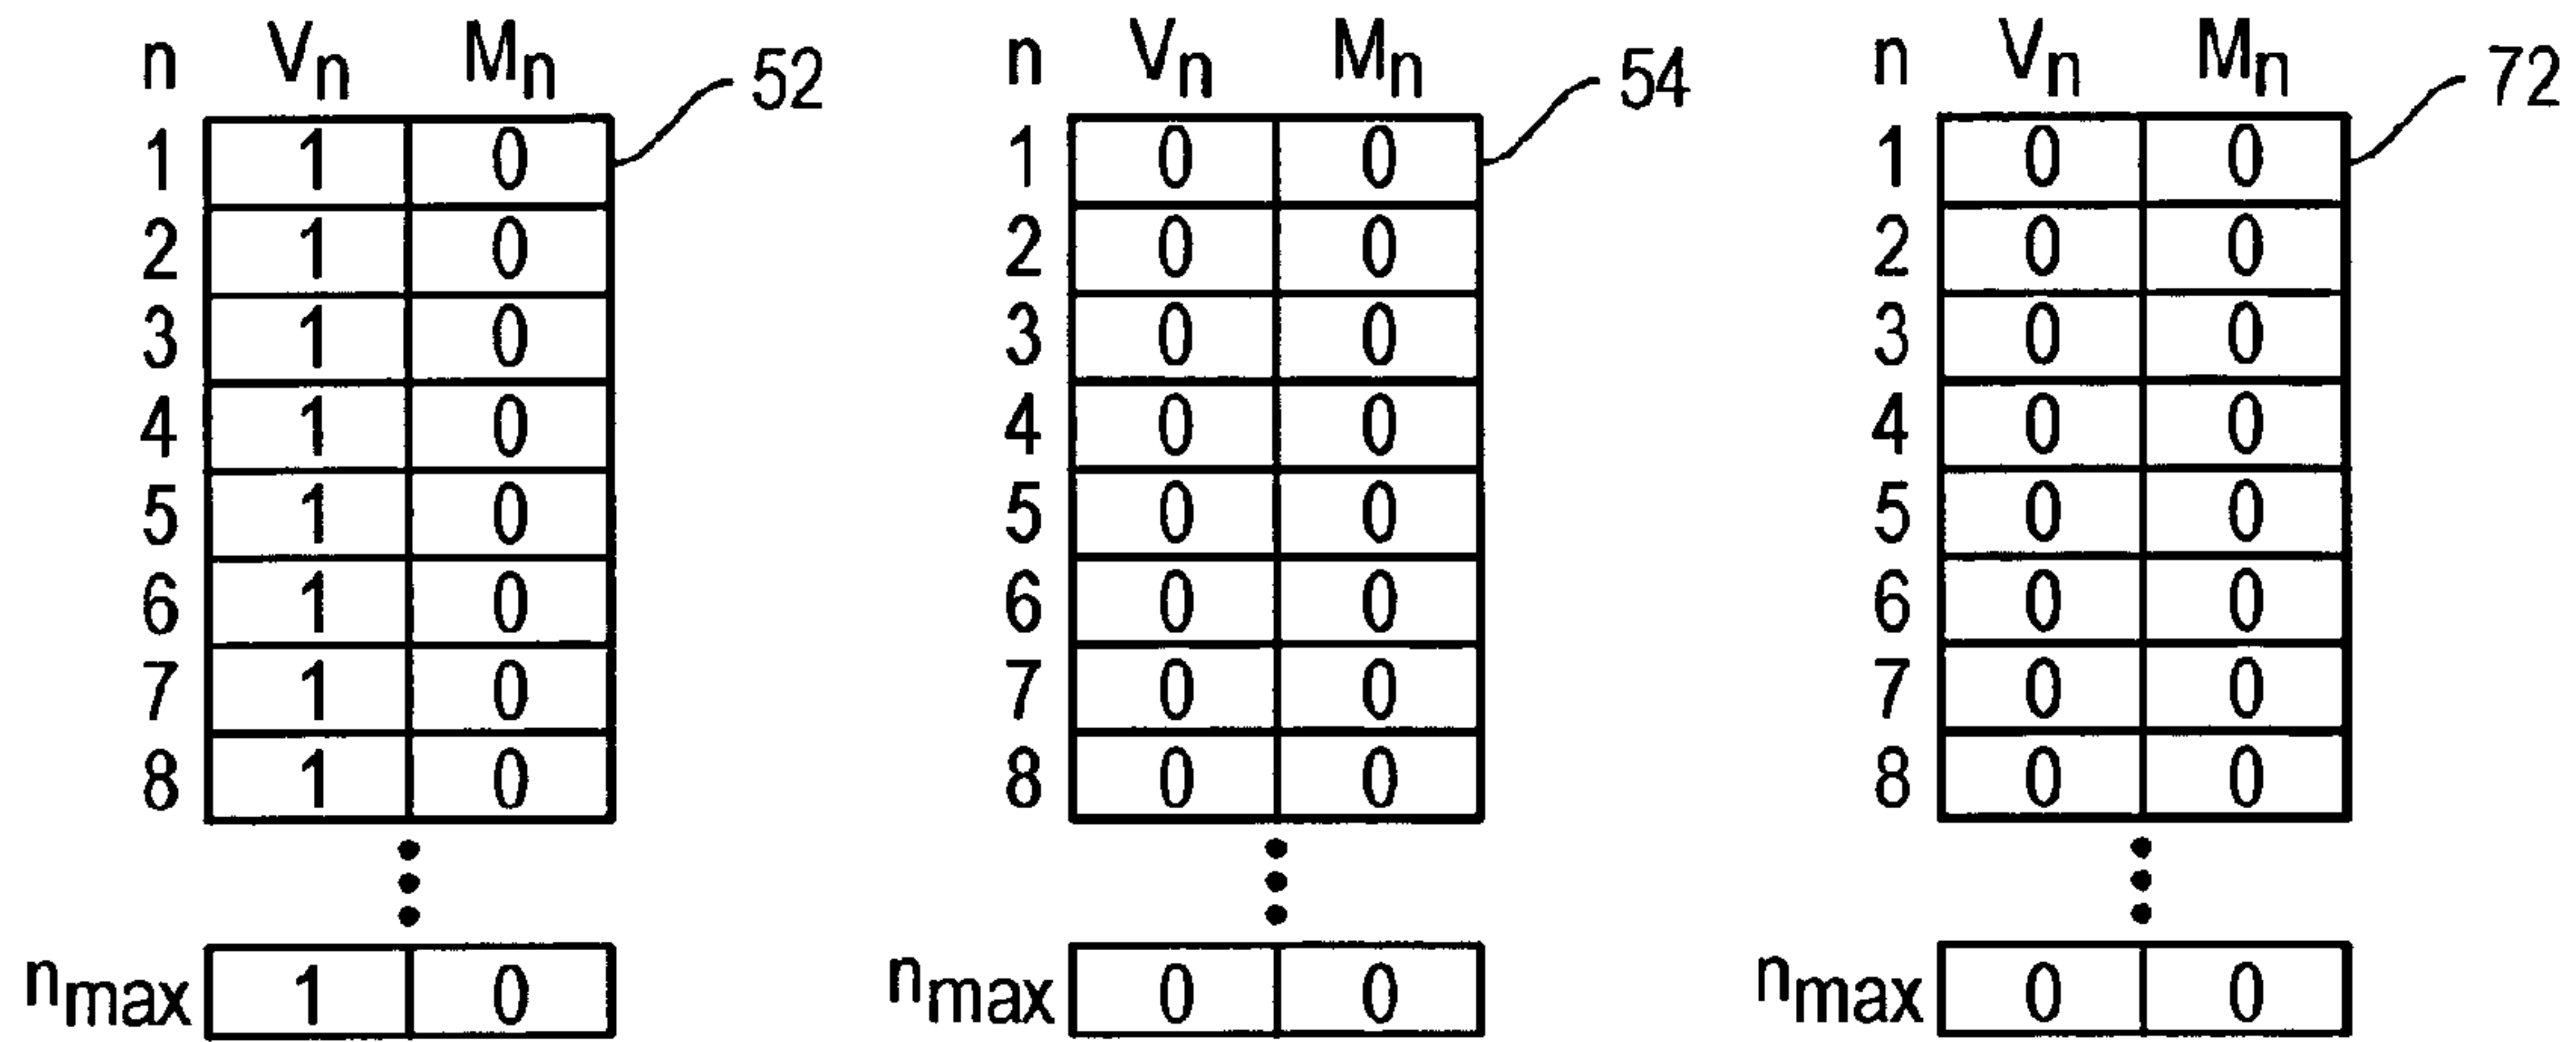 n Vn Mn 52 n Vn Mn 54 n Vn Mn 72
1 1 0 1 0 0 1 0 0
2 1 0 2 0 0 2 0 0
3 1 0 3 0 0 3 0 0
4 1 0 4 0 0 4 0 0
5 1 0 5 0 0 5 0 0
6 1 0 6 0 0 6 0 0
7 1 0 7 0 0 7 0 0
8 1 0 8 0 0 8 0 0
nmax 1 0 nmax 0 0 nmax 0 0